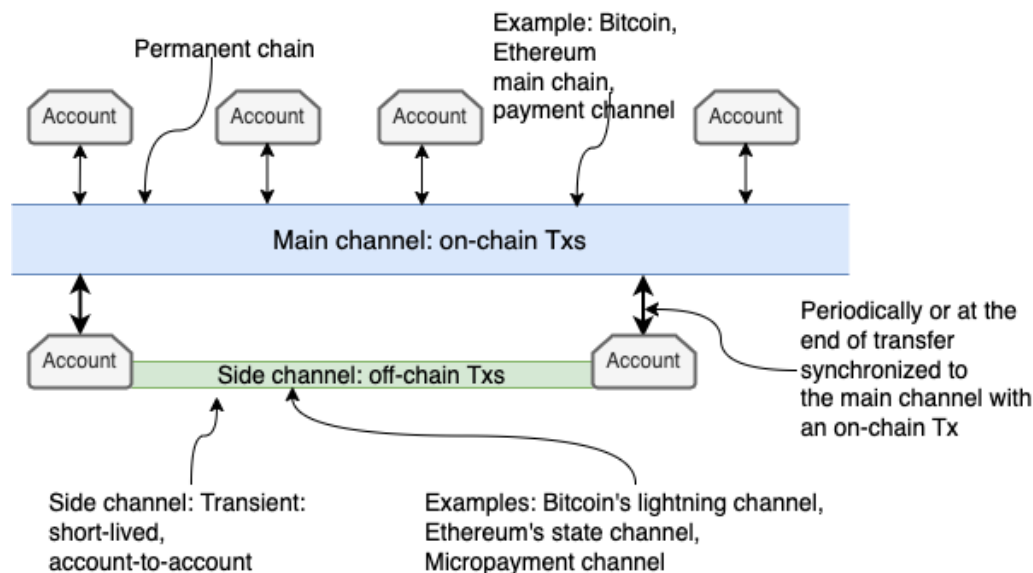 Permanent chain
Example: Bitcoin,
Ethereum
main chain,
payment channel
Account
Account
Account
Account
Main channel: on-chain Txs
Account
Account
Side channel: off-chain Txs
Periodically or at the
end of transfer
synchronized to
the main channel with
an on-chain Tx
Side channel: Transient:
short-lived,
account-to-account
Examples: Bitcoin's lightning channel,
Ethereum's state channel,
Micropayment channel